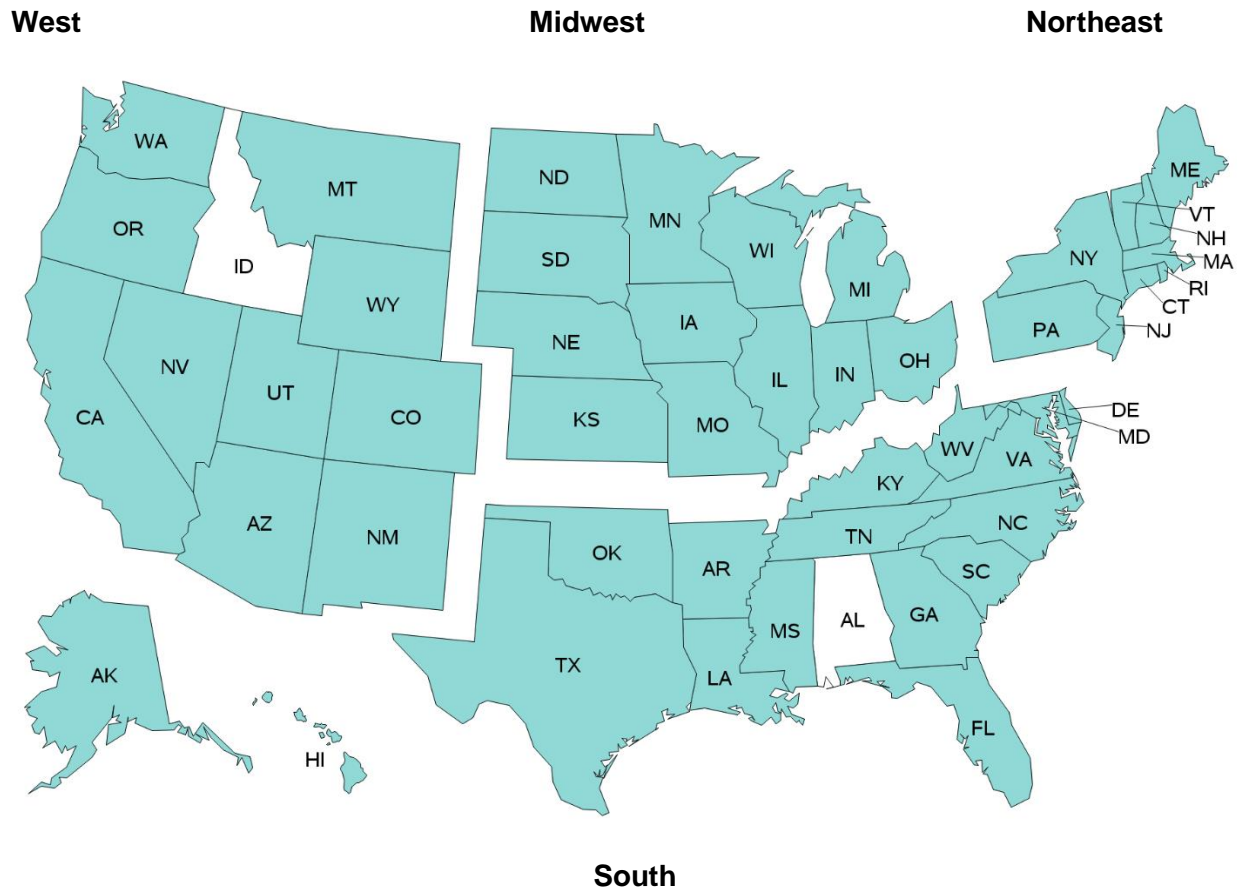 West Midwest Northeast
WA
MT
ND
MN
ME
OR
ID
SD
WI
MI
NY
VT
NH
MA
RI
CT
NJ
WY
NE
IA
PA
NV
UT
CO
KS
MO
IL
IN
OH
CA
DE
MD
WV
VA
KY
AZ
NM
OK
AR
TN
NC
SC
MS
AL
GA
TX
LA
AK
HI
FL
South